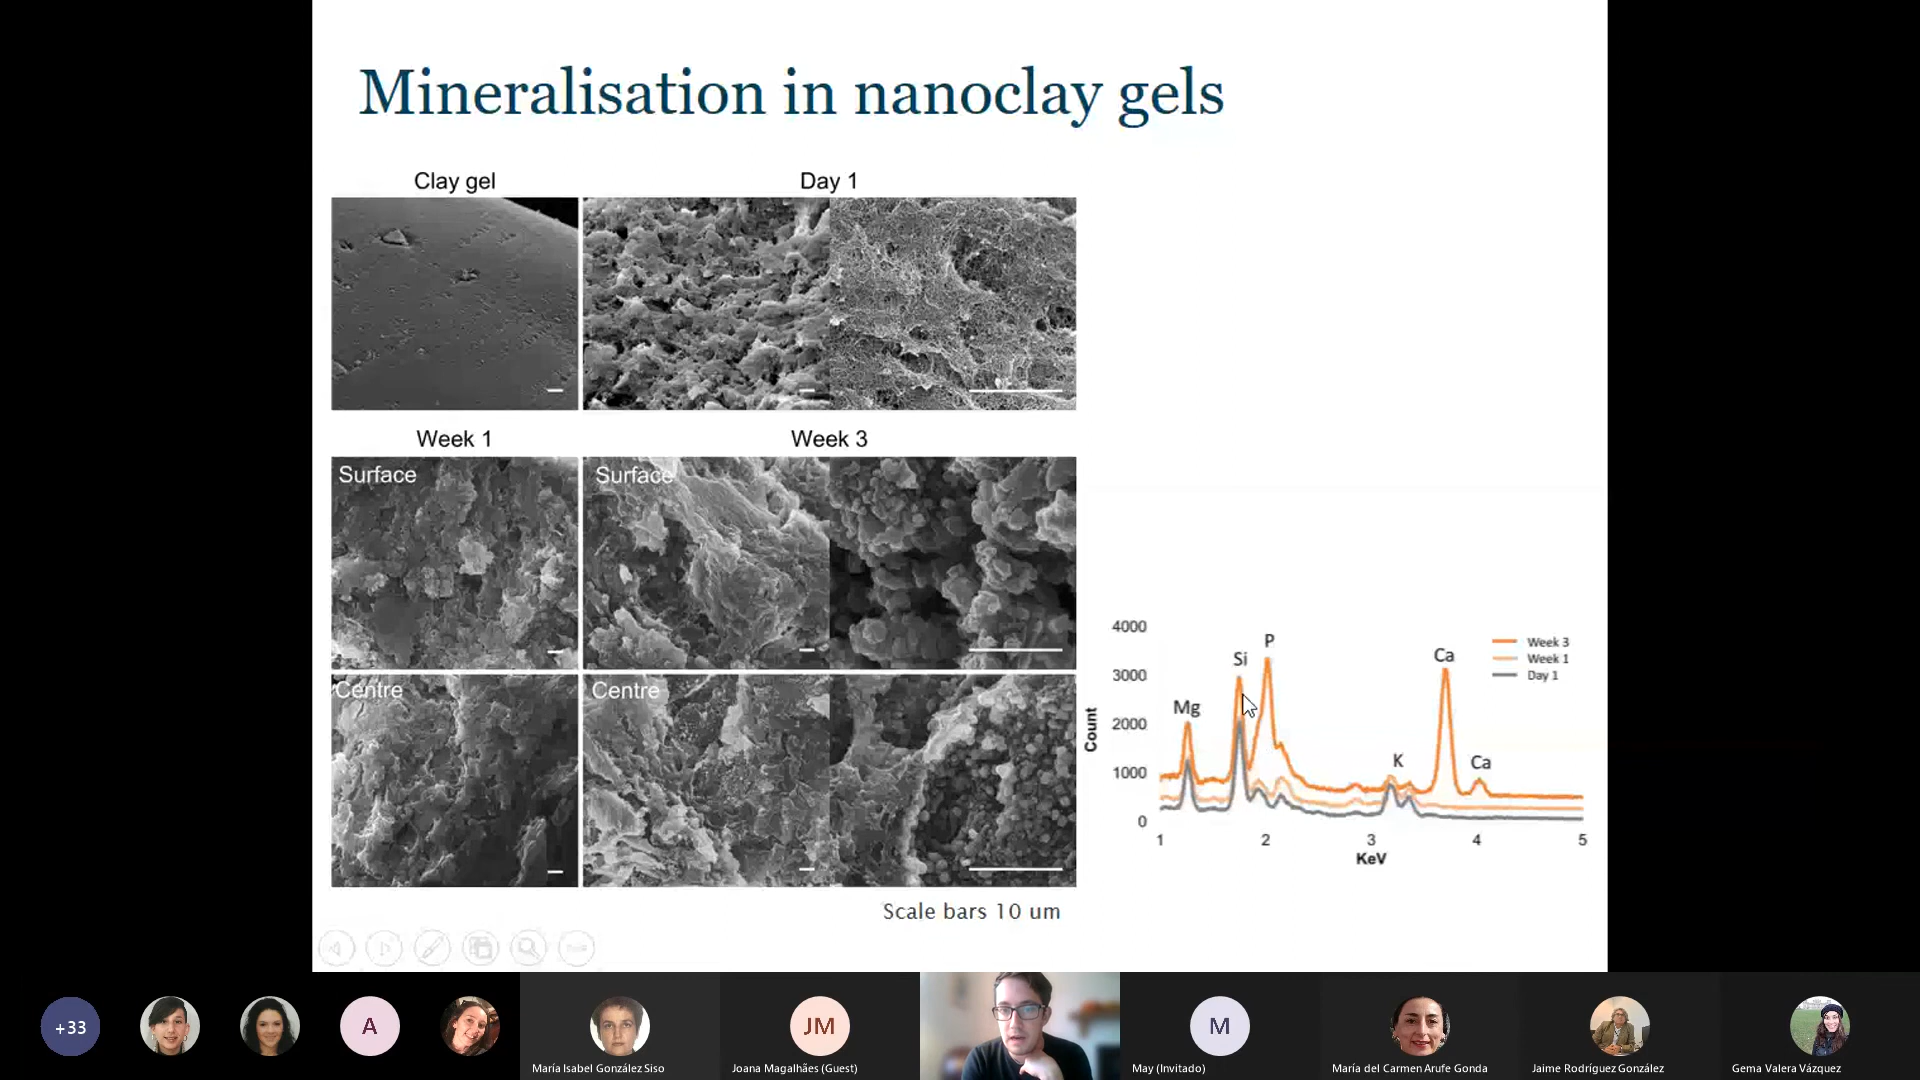 Mineralisation in nanoclay gels
Clay gel
Day 1
Week 1
Week 3
Surface
Surface
Centre
Centre
Scale bars 10 um
4000
3000
2000
1000
0
Count
Mg
Si
P
K
Ca
Ca
Week 3
Week 1
Day 1
1 2 3 4 5
KeV
+33
A
JM
M
María Isabel González Siso
Joana Magalhães (Guest)
May (Invitado)
María del Carmen Arufe Gonda
Jaime Rodríguez González
Gema Valera Vázquez